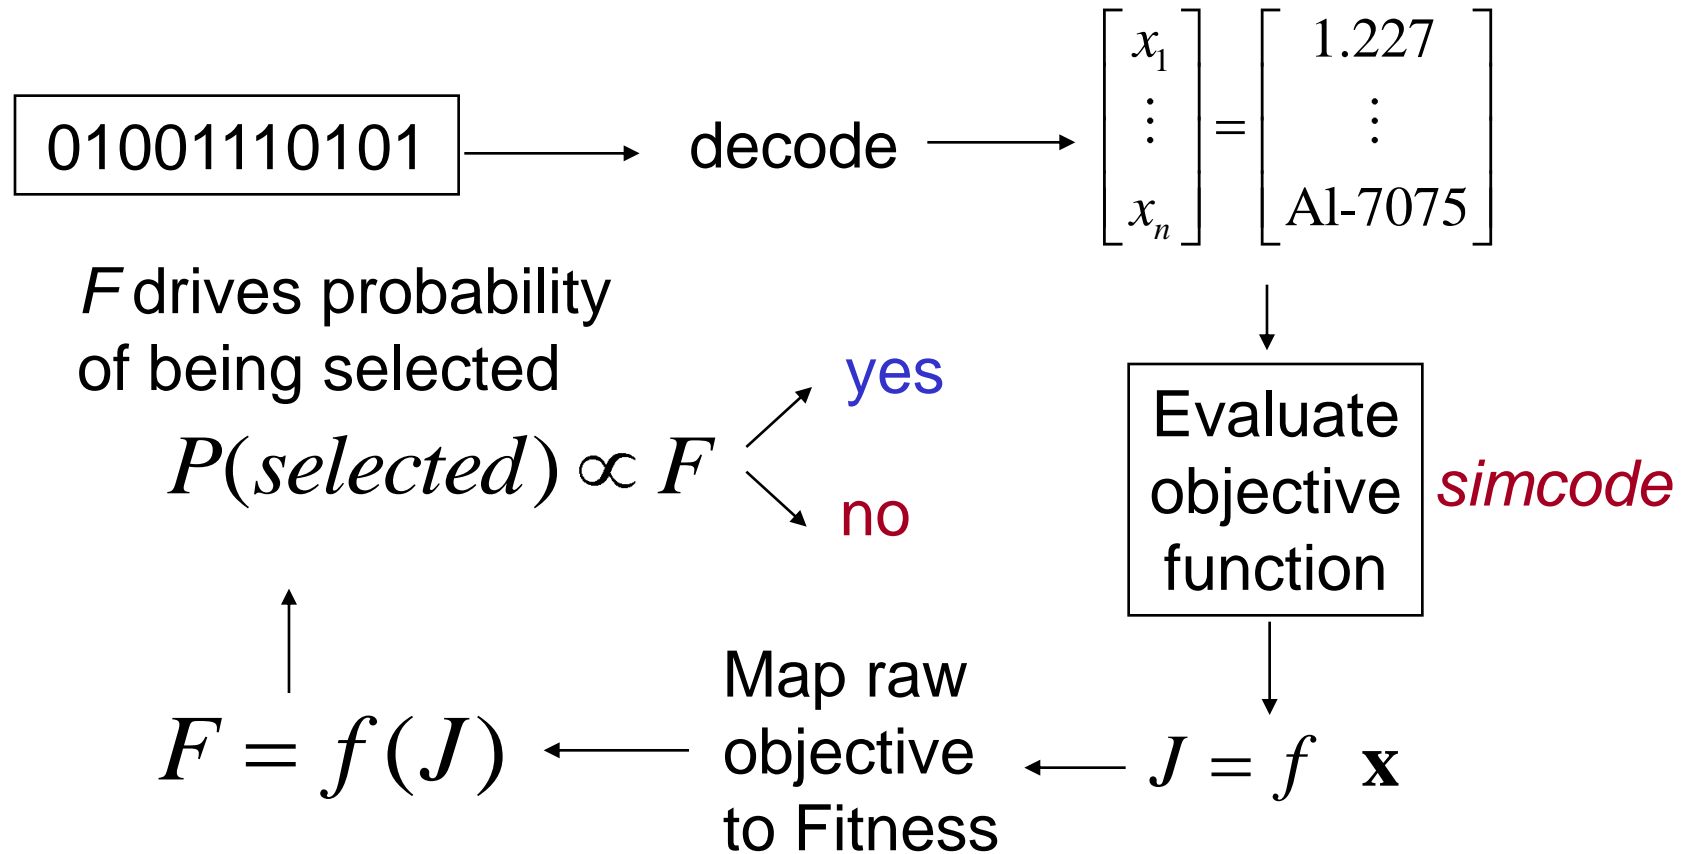 01001110101
decode
x₁ ⋮ xₙ = 1.227 ⋮ Al-7075
F drives probability
of being selected
P(selected) ∝ F
yes
no
Evaluate
objective
function
simcode
J = f x
Map raw
objective
to Fitness
F = f(J)